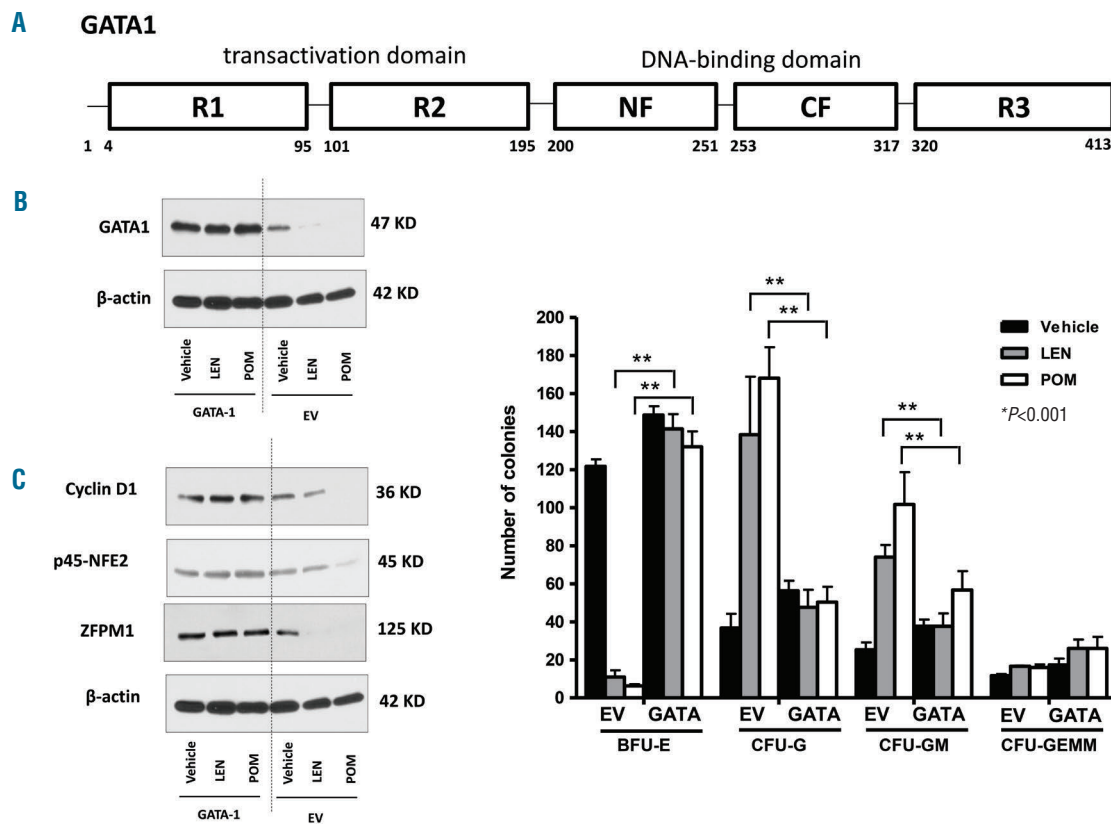 A
GATA1
transactivation domain
DNA-binding domain
R1 R2 NF CF R3
1 4 95 101 195 200 251 253 317 320 413
B
GATA1
47 KD
β-actin
42 KD
Vehicle LEN POM Vehicle LEN POM
GATA-1 EV
C
Cyclin D1
36 KD
p45-NFE2
45 KD
ZFPM1
125 KD
β-actin
42 KD
Vehicle LEN POM Vehicle LEN POM
GATA-1 EV
Number of colonies
200
180
160
140
120
100
80
60
40
20
0
** ** ** ** ** **
Vehicle
LEN
POM
*P<0.001
EV GATA EV GATA EV GATA EV GATA
BFU-E CFU-G CFU-GM CFU-GEMM